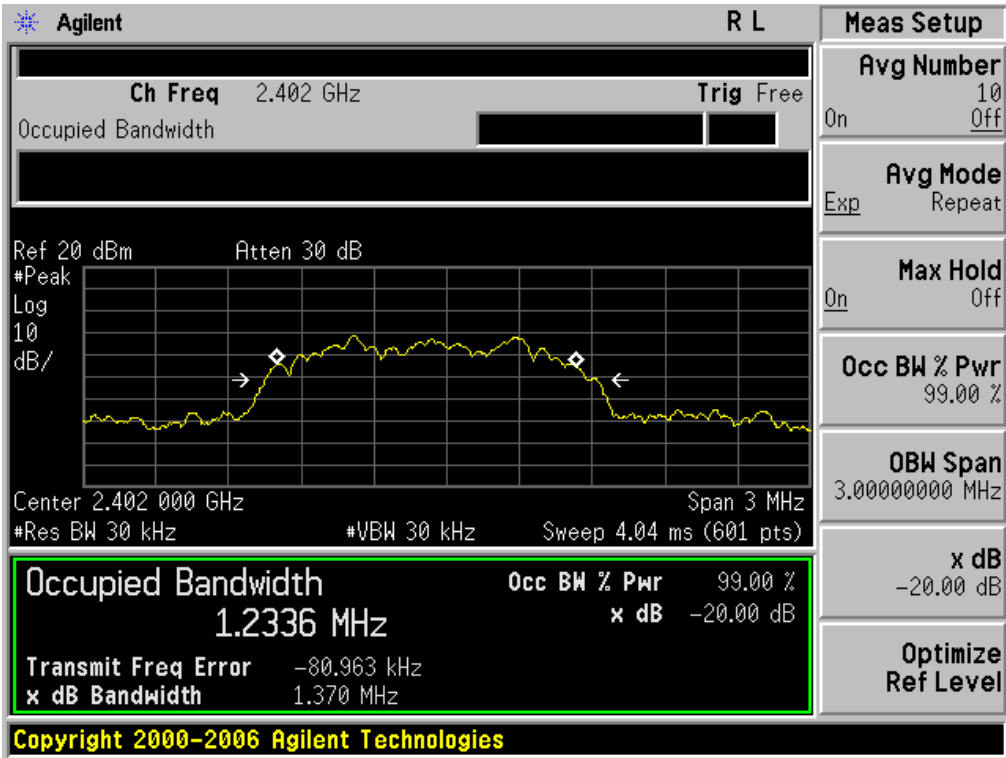 Agilent R L
Ch Freq 2.402 GHz Trig Free
Occupied Bandwidth
Ref 20 dBm Atten 30 dB
#Peak
Log
10
dB/
Center 2.402 000 GHz Span 3 MHz
#Res BW 30 kHz #VBW 30 kHz Sweep 4.04 ms (601 pts)
Occupied Bandwidth Occ BW % Pwr 99.00 %
1.2336 MHz x dB -20.00 dB
Transmit Freq Error -80.963 kHz
x dB Bandwidth 1.370 MHz
Copyright 2000-2006 Agilent Technologies
Meas Setup
Avg Number
10
On Off
Avg Mode
Exp Repeat
Max Hold
On Off
Occ BW % Pwr
99.00 %
OBW Span
3.00000000 MHz
x dB
-20.00 dB
Optimize
Ref Level